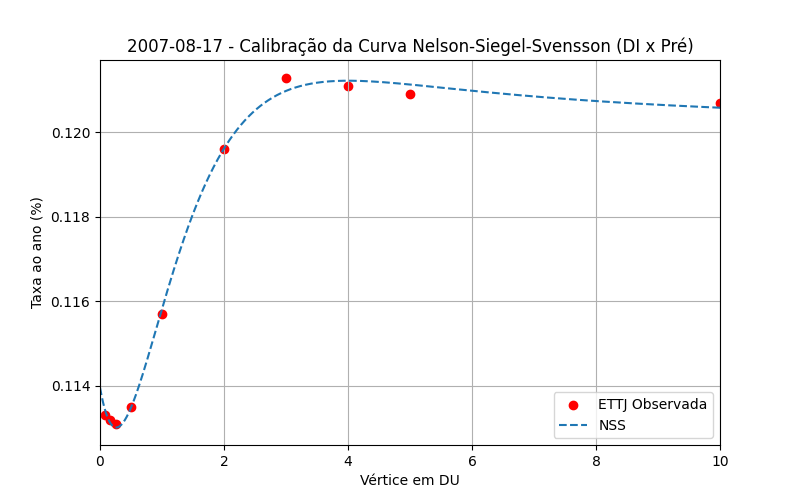 2007-08-17 - Calibração da Curva Nelson-Siegel-Svensson (DI x Pré)
Taxa ao ano (%)
0.120
0.118
0.116
0.114
ETTJ Observada
NSS
0 2 4 6 8 10
Vértice em DU